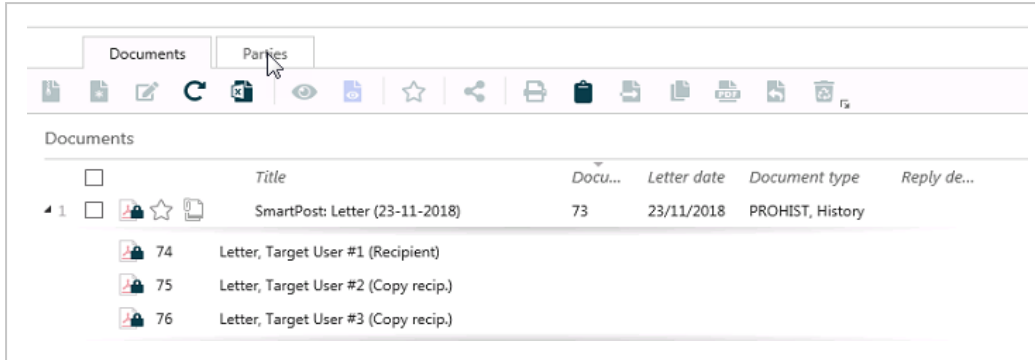 Documents Parties
PDF
Documents
Title Docu... Letter date Document type Reply de...
1 SmartPost: Letter (23-11-2018) 73 23/11/2018 PROHIST, History
74 Letter, Target User #1 (Recipient)
75 Letter, Target User #2 (Copy recip.)
76 Letter, Target User #3 (Copy recip.)